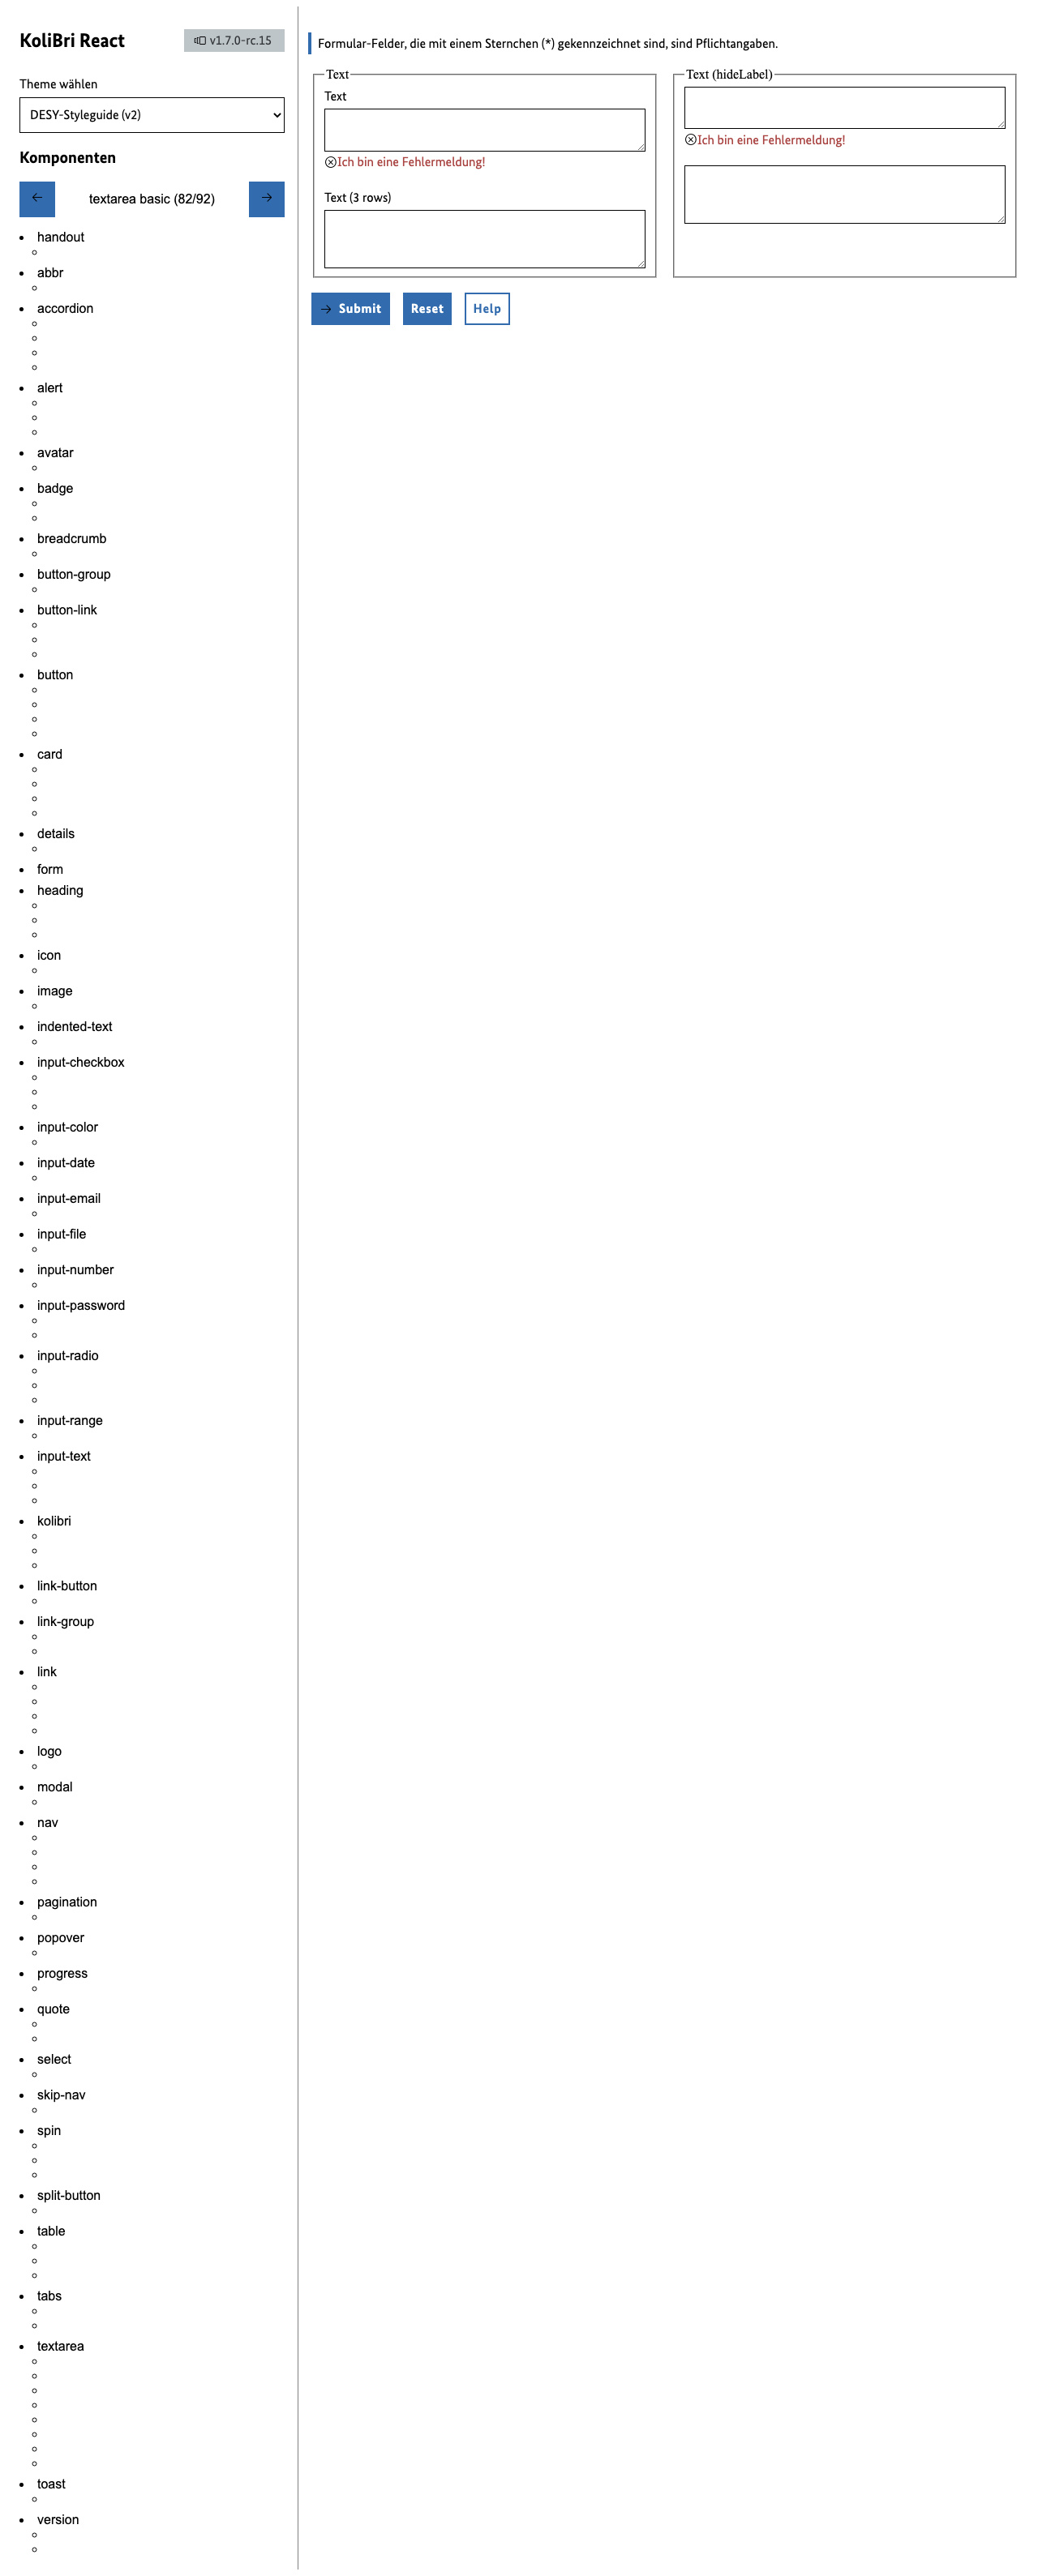 KoliBri React
v1.7.0-rc.15
Theme wählen
DESY-Styleguide (v2)
Komponenten
textarea basic (82/92)
handout
abbr
accordion
alert
avatar
badge
breadcrumb
button-group
button-link
button
card
details
form
heading
icon
image
indented-text
input-checkbox
input-color
input-date
input-email
input-file
input-number
input-password
input-radio
input-range
input-text
kolibri
link-button
link-group
link
logo
modal
nav
pagination
popover
progress
quote
select
skip-nav
spin
split-button
table
tabs
textarea
toast
version
Formular-Felder, die mit einem Sternchen (*) gekennzeichnet sind, sind Pflichtangaben.
Text
Text
Ich bin eine Fehlermeldung!
Text (3 rows)
Text (hideLabel)
Ich bin eine Fehlermeldung!
Submit
Reset
Help